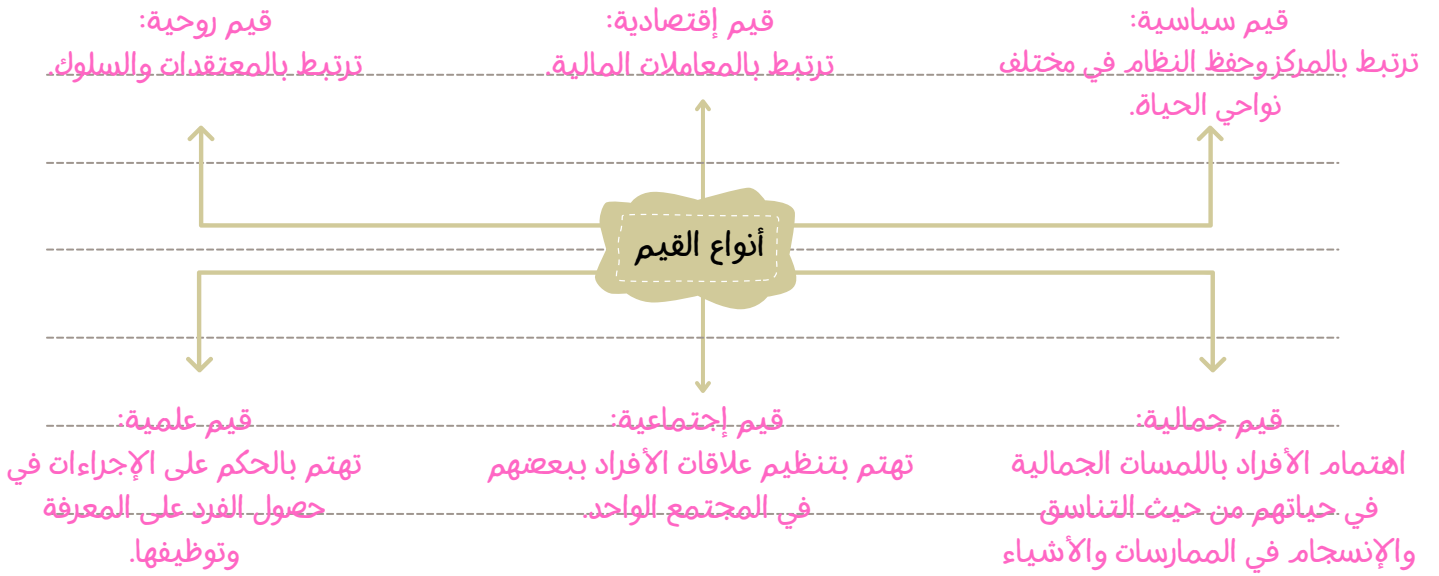 قيم سياسية:
ترتبط بالمركز وحفظ النظام في مختلف
نواحي الحياة.
قيم إقتصادية:
ترتبط بالمعاملات المالية.
قيم روحية:
ترتبط بالمعتقدات والسلوك.
أنواع القيم
قيم جمالية:
اهتمام الأفراد باللمسات الجمالية
في حياتهم من حيث التناسق
والإنسجام في الممارسات والأشياء
قيم إجتماعية:
تهتم بتنظيم علاقات الأفراد ببعضهم
في المجتمع الواحد.
قيم علمية:
تهتم بالحكم على الإجراءات في
حصول الفرد على المعرفة
وتوظيفها.